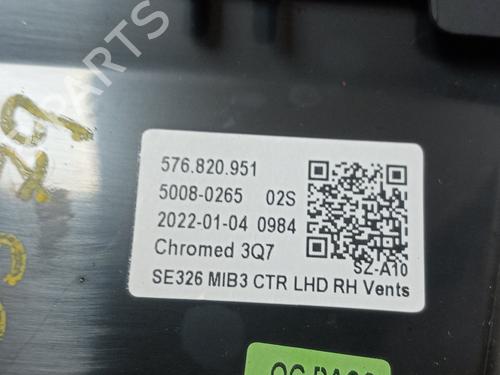 576.820.951
5008-0265 02S
2022-01-04 0984
Chromed 3Q7
SZ-A10
SE326 MIB3 CTR LHD RH Vents
PARTS